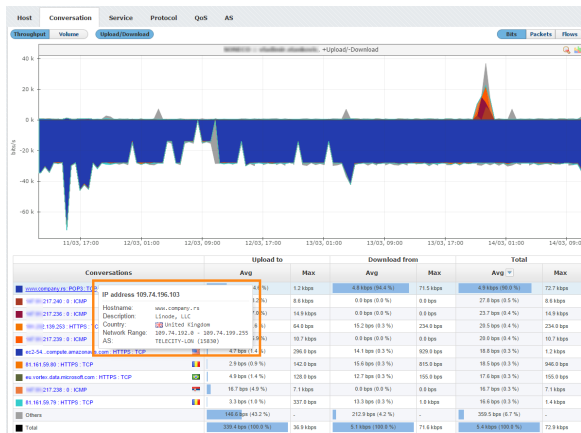 Host Conversation Service Protocol QoS AS
Throughput Volume Upload/Download Bits Packets Flows
+Upload/-Download
40 k
20 k
0 k
-20 k
-40 k
-60 k
bits/s
11/03, 17:00 12/03, 01:00 12/03, 09:00 12/03, 17:00 13/03, 01:00 13/03, 09:00 13/03, 17:00 14/03, 01:00 14/03, 09:0
Upload to Download from Total
Conversations Avg Max Avg Max Avg Max
www.company.rs : POP3 : TCP 1.2 kbps 4.8 kbps (94.4 %) 71.5 kbps 4.9 kbps (90.9 %) 72.7 kbps
217.240 : 0 : ICMP 8.6 kbps 0.0 bps (0.0 %) 0.0 bps 27.8 bps (0.5 %) 8.6 kbps
217.236 : 0 : ICMP 14.9 kbps 0.0 bps (0.0 %) 0.0 bps 23.7 bps (0.4 %) 14.9 kbps
139.253 : HTTPS : TCP 64.0 bps 15.2 bps (0.3 %) 234.0 bps 20.5 bps (0.4 %) 234.0 bps
217.239 : 0 : ICMP 10.7 kbps 0.0 bps (0.0 %) 0.0 bps 20.0 bps (0.4 %) 10.7 kbps
ec2-54...compute.amazonaws.com : HTTPS : TCP 4.7 bps (1.4 %) 296.0 bps 14.1 bps (0.3 %) 929.0 bps 18.8 bps (0.3 %) 1.2 kbps
lf1.161.59.80 : HTTPS : TCP 2.9 bps (0.9 %) 142.0 bps 15.6 bps (0.3 %) 815.0 bps 18.5 bps (0.3 %) 946.0 bps
eu.vortex.data.microsoft.com : HTTPS : TCP 4.8 bps (1.4 %) 128.0 bps 12.8 bps (0.3 %) 155.0 bps 17.6 bps (0.3 %) 155.0 bps
217.238 : 0 : ICMP 16.7 bps (4.9 %) 7.1 kbps 0.0 bps (0.0 %) 0.0 bps 16.7 bps (0.3 %) 7.1 kbps
lf1.161.59.79 : HTTPS : TCP 3.3 bps (1.0 %) 337.0 bps 13.3 bps (0.3 %) 1.0 kbps 16.6 bps (0.3 %) 1.4 kbps
Others 146.6 bps (43.2 %) - 212.9 bps (4.2 %) - 359.5 bps (6.7 %) -
Total 339.4 bps (100.0 %) 36.9 kbps 5.1 kbps (100.0 %) 71.6 kbps 5.4 kbps (100.0 %) 72.9 kbps
IP address 109.74.196.103
Hostname: www.company.rs
Description: Linode, LLC
Country: United Kingdom
Network Range: 109.74.192.0 - 109.74.199.255
AS: TELECITY-LON (15830)